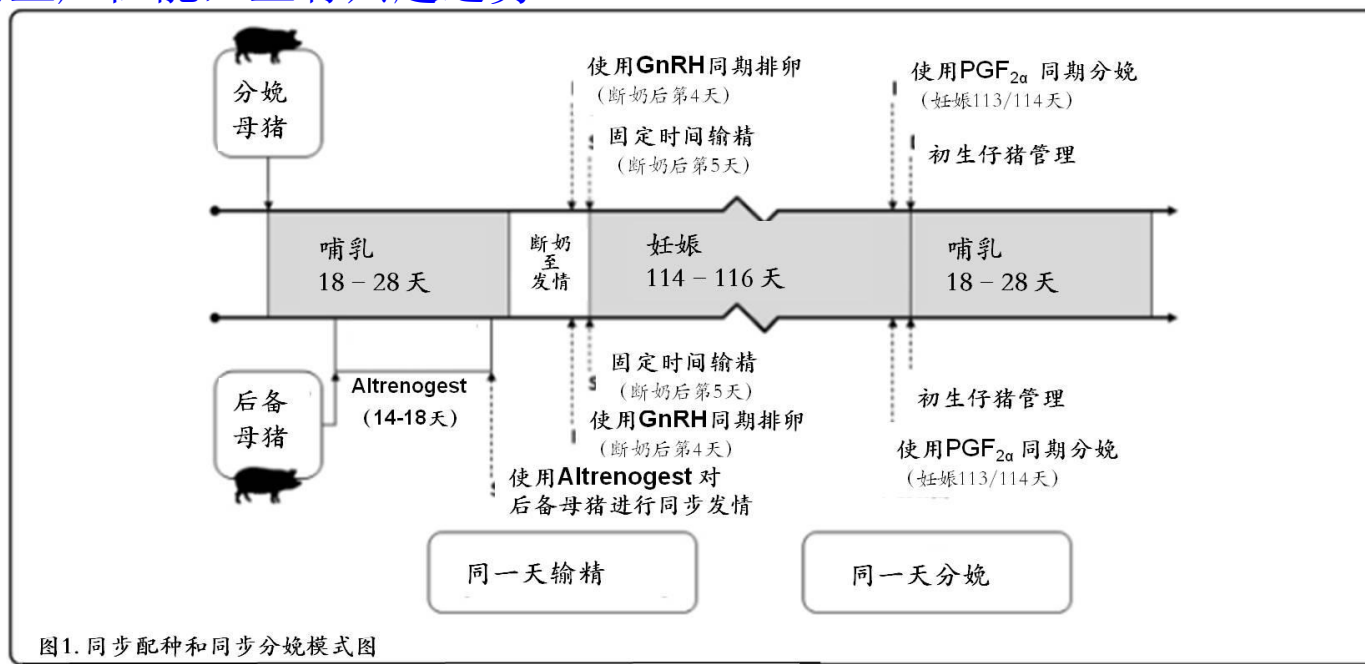 分娩
母猪
使用GnRH同期排卵
（断奶后第4天）
固定时间输精
（断奶后第5天）
使用PGF2α 同期分娩
（妊娠113/114天）
初生仔猪管理
哺乳
18 – 28 天
断奶
至
发情
妊娠
114 – 116 天
哺乳
18 – 28 天
后备
母猪
Altrenogest
（14-18天）
固定时间输精
（断奶后第5天）
使用GnRH同期排卵
（断奶后第4天）
使用Altrenogest 对
后备母猪进行同步发情
初生仔猪管理
使用PGF2α 同期分娩
（妊娠113/114天）
同一天输精
同一天分娩
图1. 同步配种和同步分娩模式图